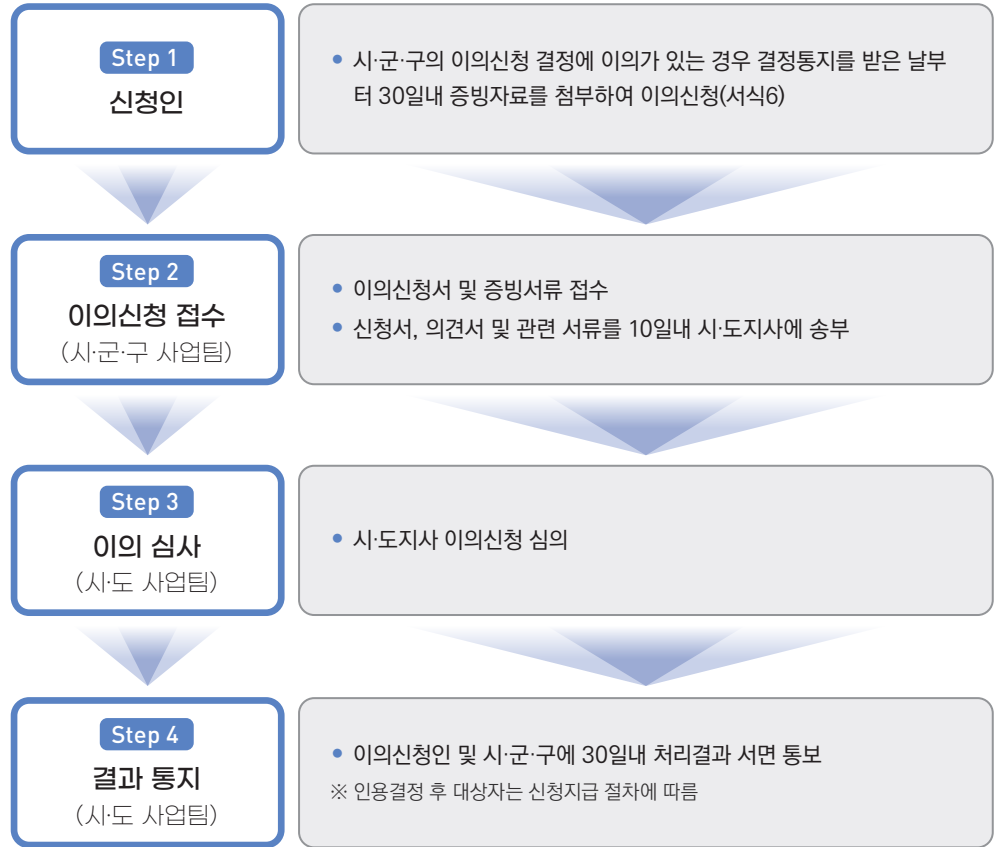 Step 1
신청인
• 시·군·구의 이의신청 결정에 이의가 있는 경우 결정통지를 받은 날부
터 30일내 증빙자료를 첨부하여 이의신청(서식6)
Step 2
이의신청 접수
(시·군·구 사업팀)
• 이의신청서 및 증빙서류 접수
• 신청서, 의견서 및 관련 서류를 10일내 시·도지사에 송부
Step 3
이의 심사
(시·도 사업팀)
• 시·도지사 이의신청 심의
Step 4
결과 통지
(시·도 사업팀)
• 이의신청인 및 시·군·구에 30일내 처리결과 서면 통보
※ 인용결정 후 대상자는 신청지급 절차에 따름